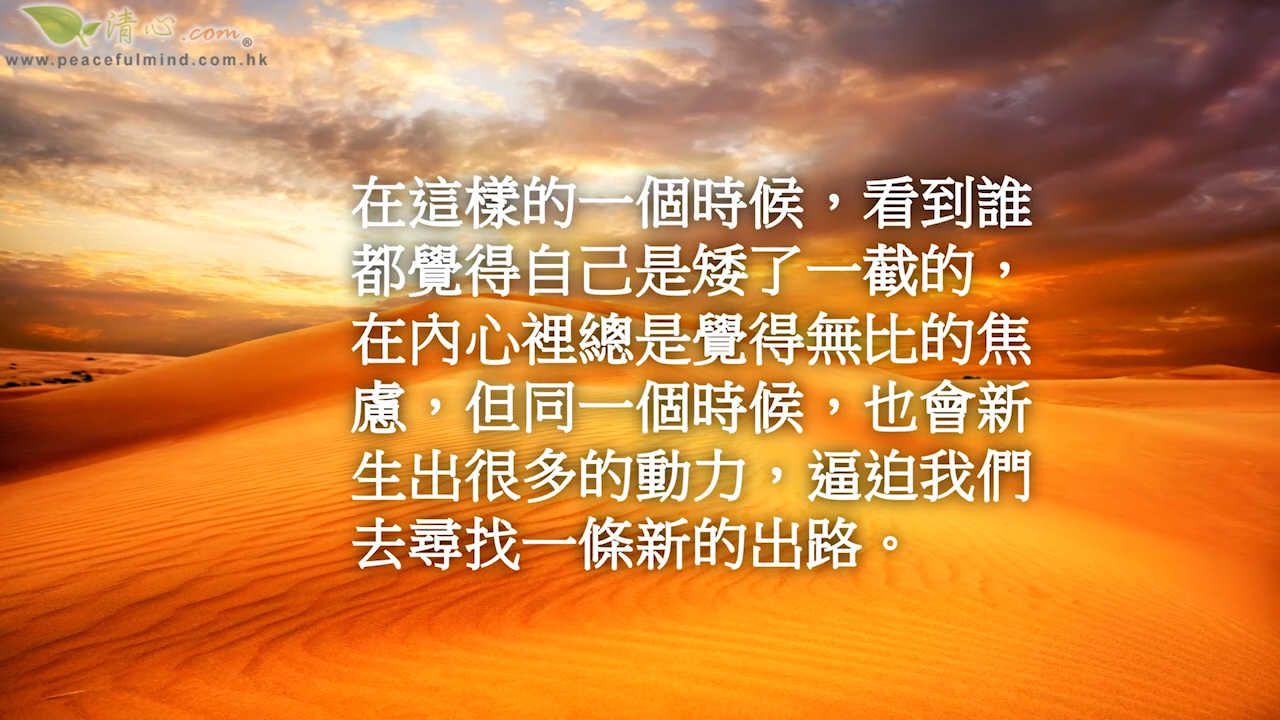 清心.com®
www.peacefulmind.com.hk
在這樣的一個時候，看到誰
都覺得自己是矮了一截的，
在內心裡總是覺得無比的焦
慮，但同一個時候，也會新
生出很多的動力，逼迫我們
去尋找一條新的出路。